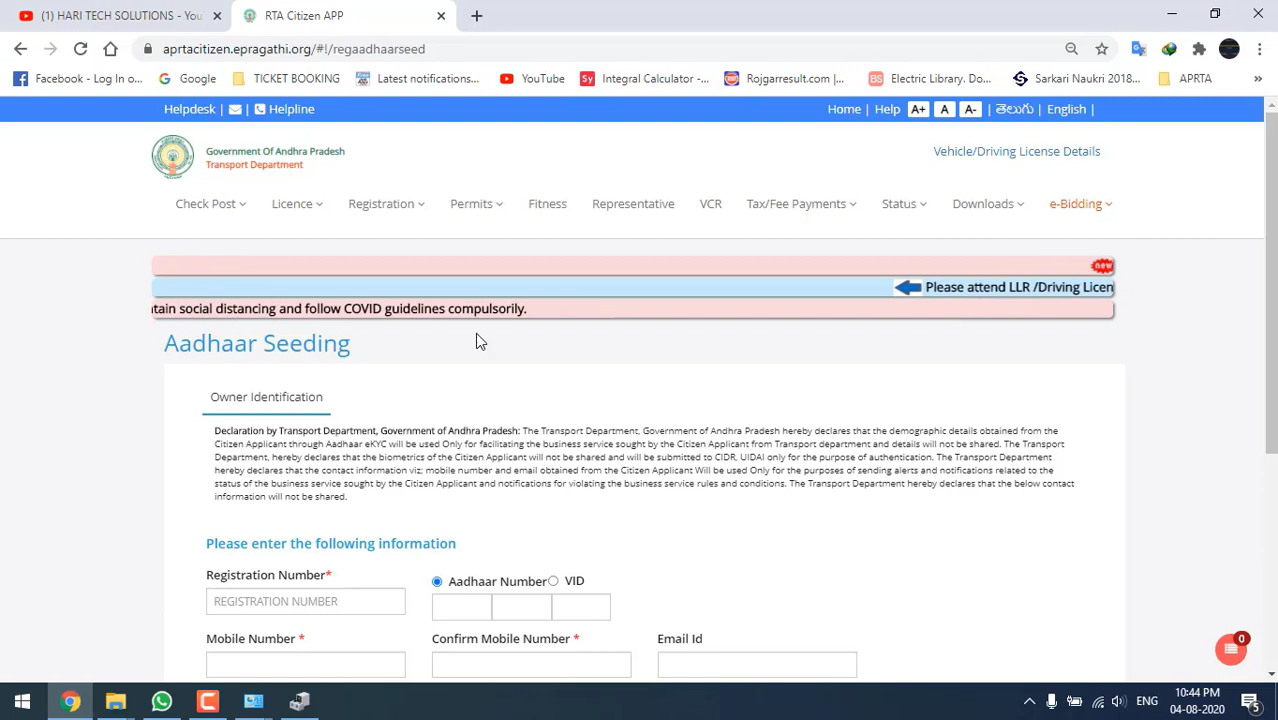 (1) HARI TECH SOLUTIONS - You
RTA Citizen APP
aprtacitizen.epragathi.org/#!/regaadhaarseed
Facebook - Log In o...
Google
TICKET BOOKING
Latest notifications...
YouTube
Sy Integral Calculator -...
Rojgarresult.com |...
BS Electric Library. Do...
Sarkari Naukri 2018...
APRTA
»
Helpdesk | | Helpline
Home | Help A+ A A- | తెలుగు | English |
Government Of Andhra Pradesh
Transport Department
Vehicle/Driving License Details
Check Post Licence Registration Permits Fitness Representative VCR Tax/Fee Payments Status Downloads e-Bidding
new
Please attend LLR /Driving Licen
tain social distancing and follow COVID guidelines compulsorily.
Aadhaar Seeding
Owner Identification
Declaration by Transport Department, Government of Andhra Pradesh: The Transport Department, Government of Andhra Pradesh hereby declares that the demographic details obtained from the
Citizen Applicant through Aadhaar eKYC will be used Only for facilitating the business service sought by the Citizen Applicant from Transport department and details will not be shared. The Transport
Department, hereby declares that the biometrics of the Citizen Applicant will not be shared and will be submitted to CIDR, UIDAI only for the purpose of authentication. The Transport Department
hereby declares that the contact information viz; mobile number and email obtained from the Citizen Applicant Will be used Only for the purposes of sending alerts and notifications related to the
status of the business service sought by the Citizen Applicant and notifications for violating the business service rules and conditions. The Transport Department hereby declares that the below contact
information will not be shared.
Please enter the following information
Registration Number*
Aadhaar Number VID
REGISTRATION NUMBER
Mobile Number *
Confirm Mobile Number *
Email Id
0
ENG
10:44 PM
04-08-2020
5